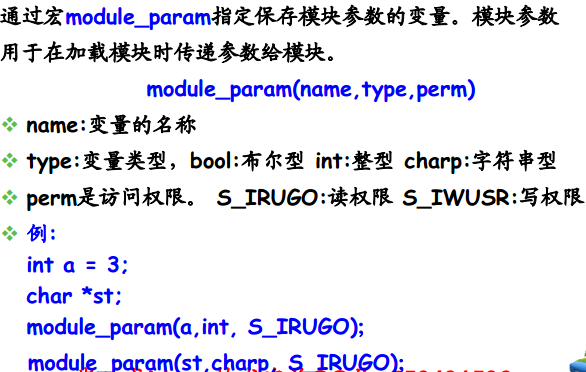 通过宏module_param指定保存模块参数的变量。模块参数
用于在加载模块时传递参数给模块。
module_param(name,type,perm)
name:变量的名称
type:变量类型，bool:布尔型 int:整型 charp:字符串型
perm是访问权限。 S_IRUGO:读权限 S_IWUSR:写权限
例:
int a = 3;
char *st;
module_param(a,int, S_IRUGO);
module_param(st,charp, S_IRUGO);